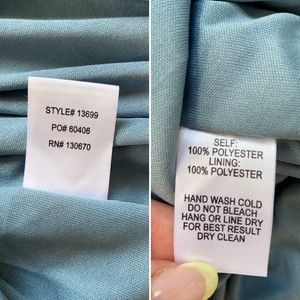 STYLE# 13699
PO# 60406
RN# 130670
SELF:
100% POLYESTER
LINING:
100% POLYESTER
HAND WASH COLD
DO NOT BLEACH
HANG OR LINE DRY
FOR BEST RESULT
DRY CLEAN